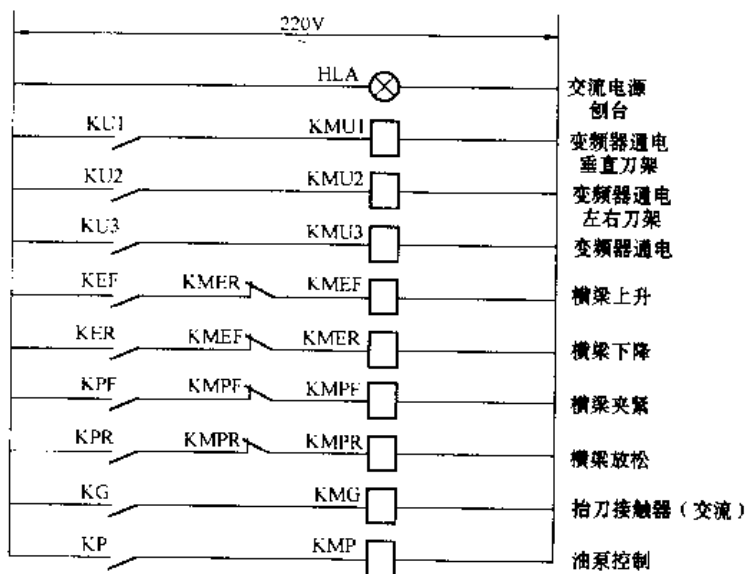 220V
HLA 交流电源
刨台
KU1 KMU1 变频器通电
垂直刀架
KU2 KMU2 变频器通电
左右刀架
KU3 KMU3 变频器通电
KEF KMER KMEF 横梁上升
KER KMEF KMER 横梁下降
KPF KMPF KMPF 横梁夹紧
KPR KMPR KMPR 横梁放松
KG KMG 抬刀接触器(交流)
KP KMP 油泵控制